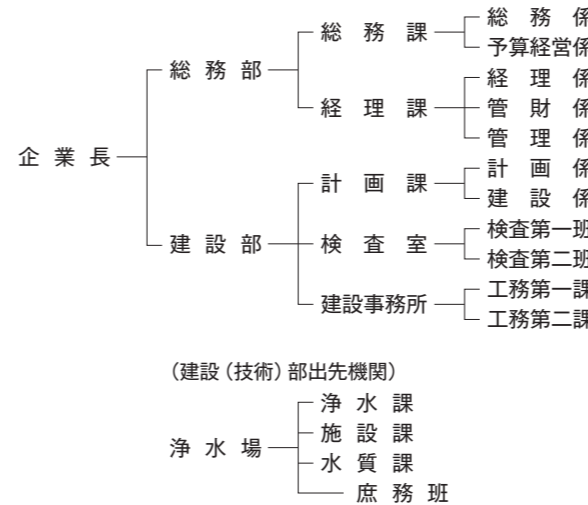 総務課
総務係
予算経営係
総務部
経理課
経理係
管財係
管理係
企業長
計画課
計画係
建設係
建設部
検査室
検査第一班
検査第二班
建設事務所
工務第一課
工務第二課
（建設（技術）部出先機関）
浄水場
浄水課
施設課
水質課
庶務班